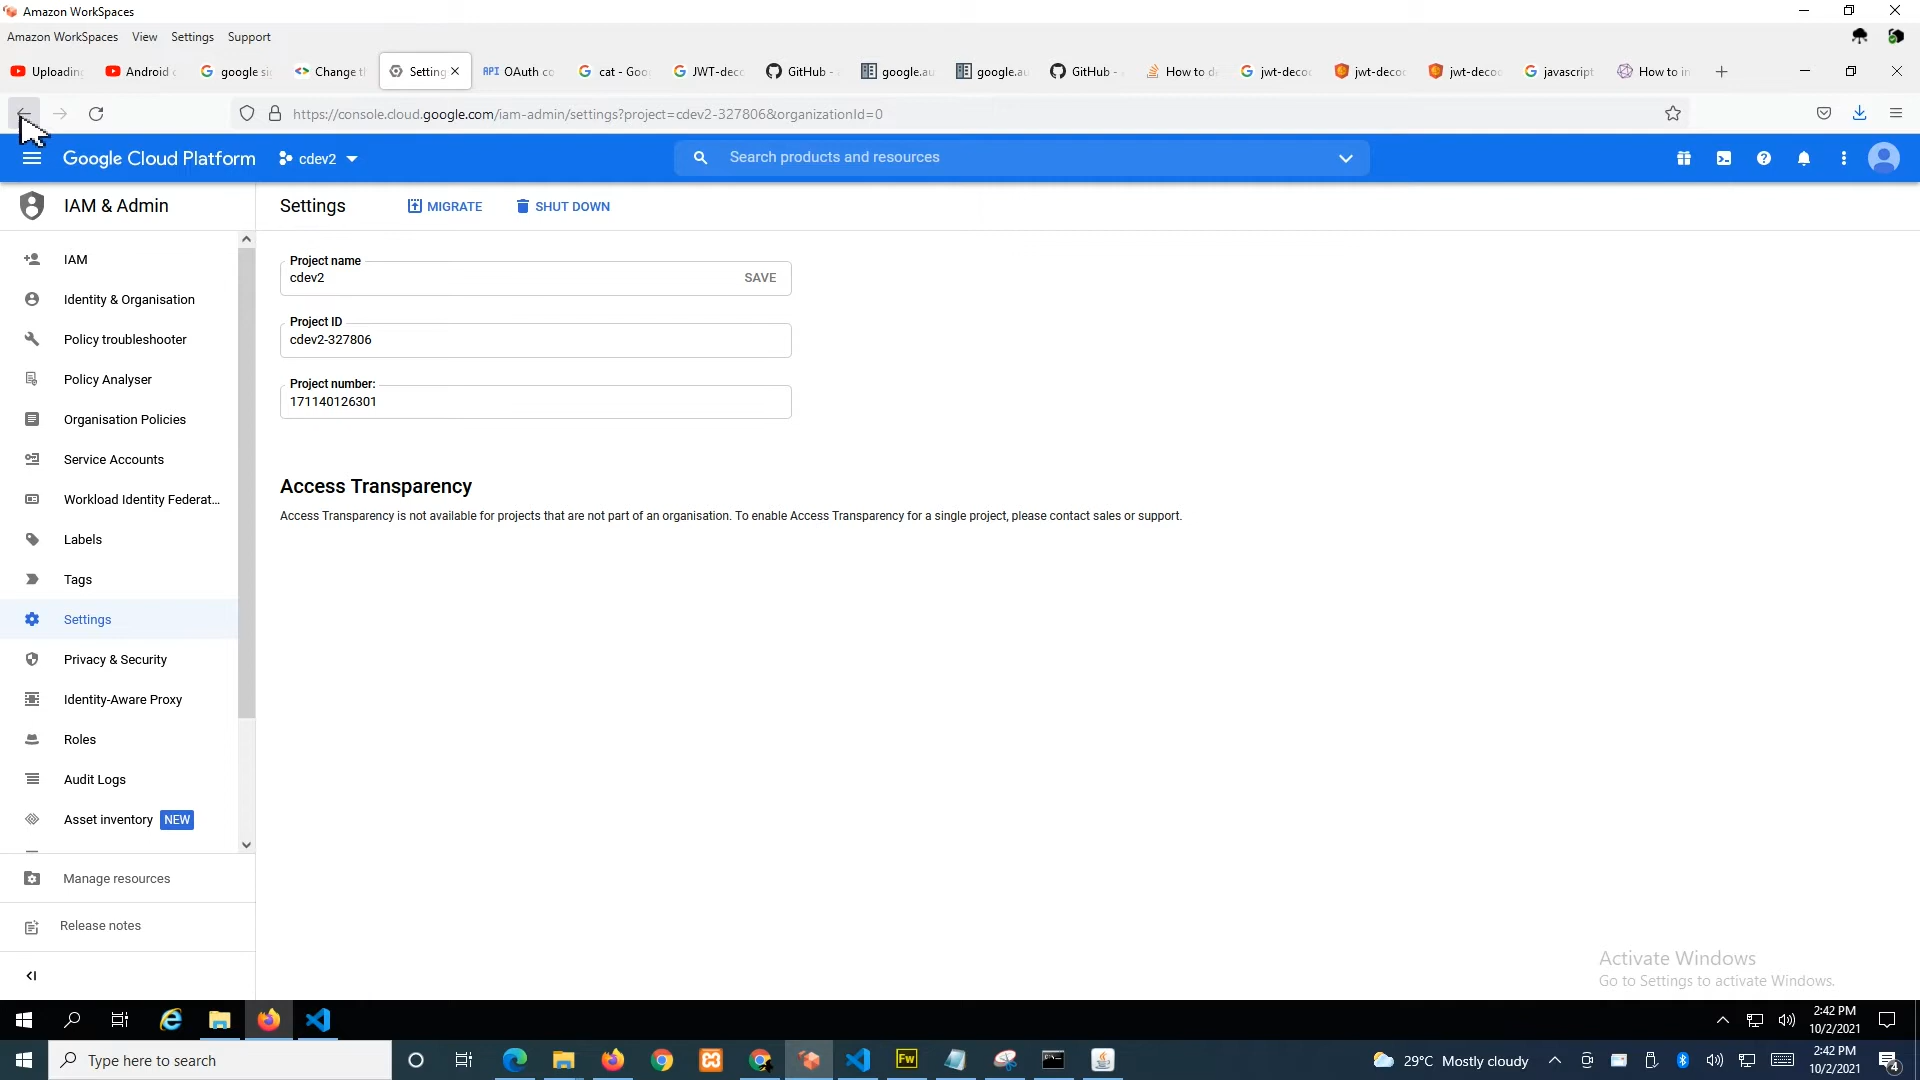 Amazon WorkSpaces
Amazon WorkSpaces View Settings Support
Uploading
Android
google si
Change t
Setting
API OAuth co
cat - Goo
JWT-deco
GitHub -
google.au
google.au
GitHub -
How to d
jwt-deco
jwt-deco
jwt-deco
javascript
How to in
https://console.cloud.google.com/iam-admin/settings?project=cdev2-327806&organizationId=0
Google Cloud Platform
cdev2
Search products and resources
IAM & Admin
Settings
MIGRATE
SHUT DOWN
IAM
Identity & Organisation
Policy troubleshooter
Policy Analyser
Organisation Policies
Service Accounts
Workload Identity Federat...
Labels
Tags
Settings
Privacy & Security
Identity-Aware Proxy
Roles
Audit Logs
Asset inventory NEW
Manage resources
Release notes
Project name
cdev2
SAVE
Project ID
cdev2-327806
Project number:
171140126301
Access Transparency
Access Transparency is not available for projects that are not part of an organisation. To enable Access Transparency for a single project, please contact sales or support.
Activate Windows
Go to Settings to activate Windows.
2:42 PM
10/2/2021
Type here to search
Fw
29°C Mostly cloudy
2:42 PM
10/2/2021
4